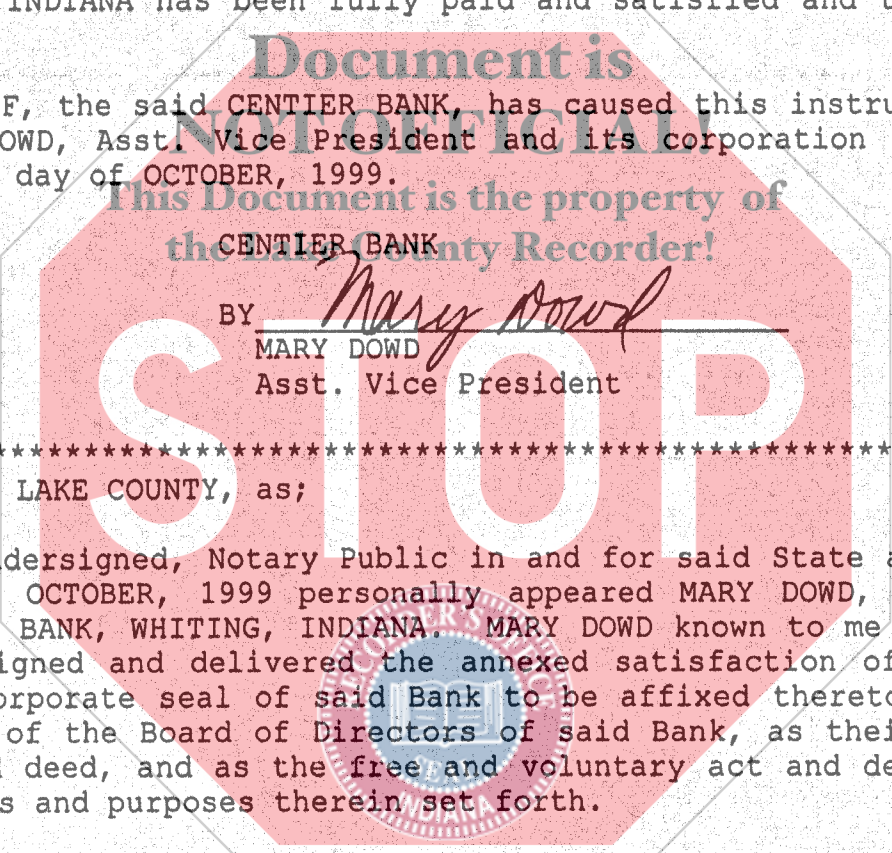 INDIANA has been fully paid and satisfied and t
Document is
F, the said CENTIER BANK, has caused this instru
OWD, Asst. Vice President and its corporation
NOT OFFICIAL!
day of OCTOBER, 1999.
This Document is the property of
the Lake County Recorder!
CENTIER BANK
BY Mary Dowd
MARY DOWD
Asst. Vice President
STOP
LAKE COUNTY, as;
dersigned, Notary Public in and for said State a
OCTOBER, 1999 personally appeared MARY DOWD,
BANK, WHITING, INDIANA. MARY DOWD known to me
igned and delivered the annexed satisfaction of
orporate seal of said Bank to be affixed thereto
of the Board of Directors of said Bank, as thei
d deed, and as the free and voluntary act and de
s and purposes therein set forth.
RECORDER'S OFFICE
SEAL
INDIANA